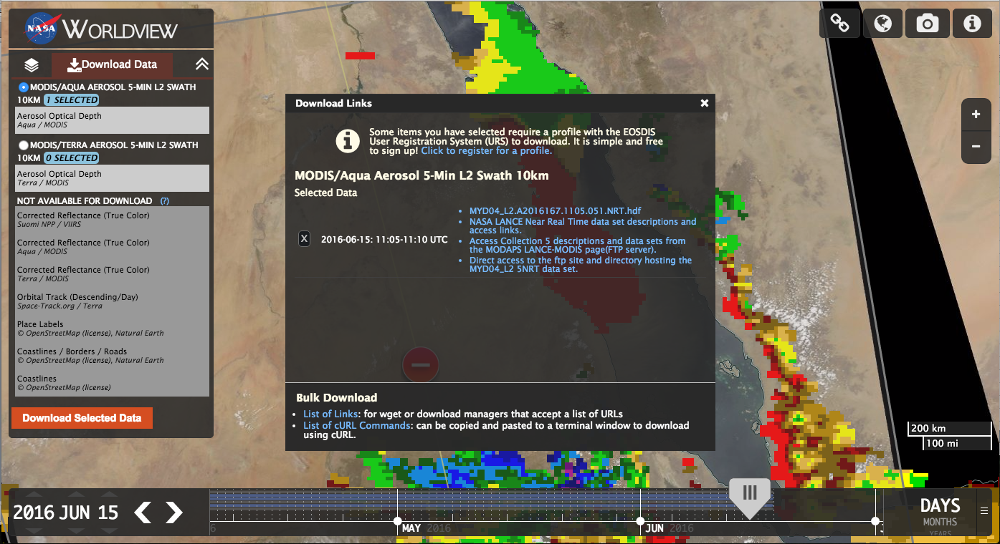 NASA WORLDVIEW
Download Data
MODIS/AQUA AEROSOL 5-MIN L2 SWATH
10KM 1 SELECTED
Aerosol Optical Depth
Aqua / MODIS
MODIS/TERRA AEROSOL 5-MIN L2 SWATH
10KM 0 SELECTED
Aerosol Optical Depth
Terra / MODIS
NOT AVAILABLE FOR DOWNLOAD (?)
Corrected Reflectance (True Color)
Suomi NPP / VIIRS
Corrected Reflectance (True Color)
Aqua / MODIS
Corrected Reflectance (True Color)
Terra / MODIS
Orbital Track (Descending/Day)
Space-Track.org / Terra
Place Labels
© OpenStreetMap (license), Natural Earth
Coastlines / Borders / Roads
© OpenStreetMap (license), Natural Earth
Coastlines
© OpenStreetMap (license)
Download Selected Data
Download Links
Some items you have selected require a profile with the EOSDIS
User Registration System (URS) to download. It is simple and free
to sign up! Click to register for a profile.
MODIS/Aqua Aerosol 5-Min L2 Swath 10km
Selected Data
X 2016-06-15: 11:05-11:10 UTC
• MYD04_L2.A2016167.1105.051.NRT.hdf
• NASA LANCE Near Real Time data set descriptions and
access links.
• Access Collection 5 descriptions and data sets from
the MODAPS LANCE-MODIS page(FTP server).
• Direct access to the ftp site and directory hosting the
MYD04_L2 5NRT data set.
Bulk Download
• List of Links: for wget or download managers that accept a list of URLs
• List of cURL Commands: can be copied and pasted to a terminal window to download
using cURL.
+
−
200 km
100 mi
2016 JUN 15
6
MAY 2016
JUN 2016
DAYS
MONTHS
YEARS